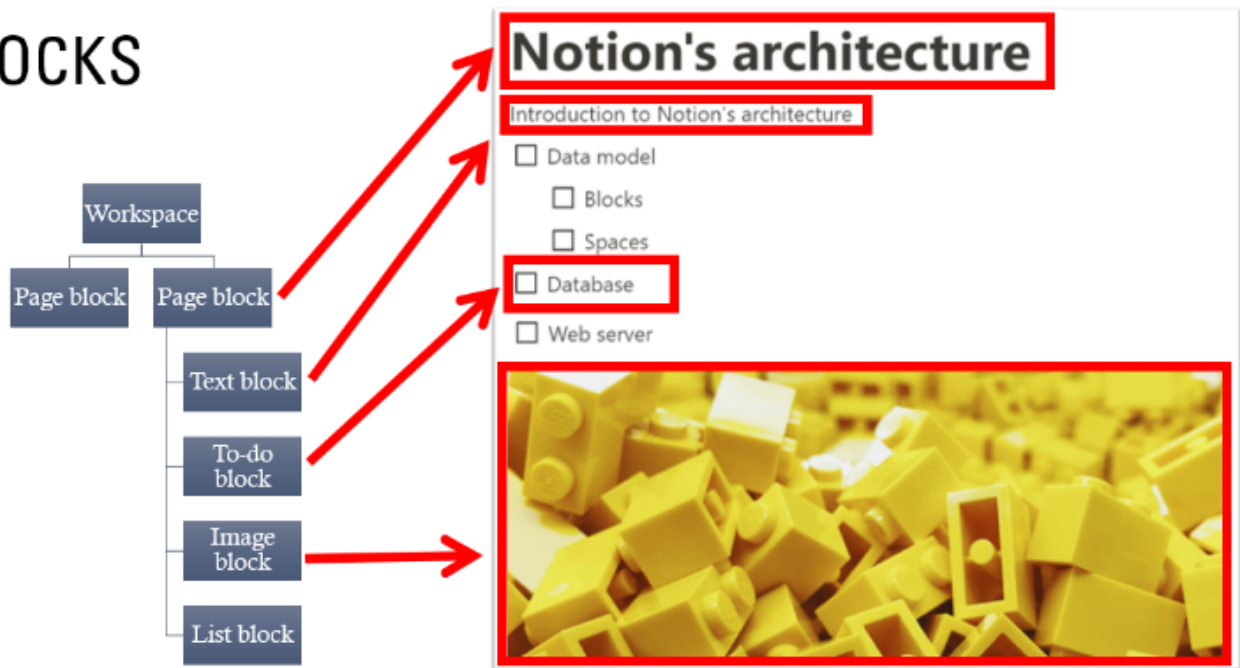 OCKS
Workspace
Page block
Page block
Text block
To-do
block
Image
block
List block
Notion's architecture
Introduction to Notion's architecture
Data model
Blocks
Spaces
Database
Web server